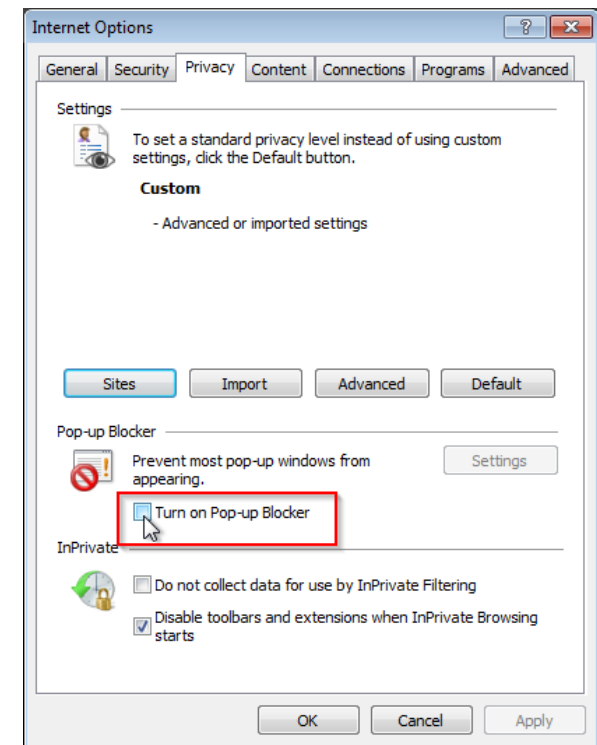 Internet Options
General Security Privacy Content Connections Programs Advanced
Settings
To set a standard privacy level instead of using custom
settings, click the Default button.
Custom
- Advanced or imported settings
Sites Import Advanced Default
Pop-up Blocker
Prevent most pop-up windows from
appearing.
Settings
Turn on Pop-up Blocker
InPrivate
Do not collect data for use by InPrivate Filtering
Disable toolbars and extensions when InPrivate Browsing
starts
OK Cancel Apply